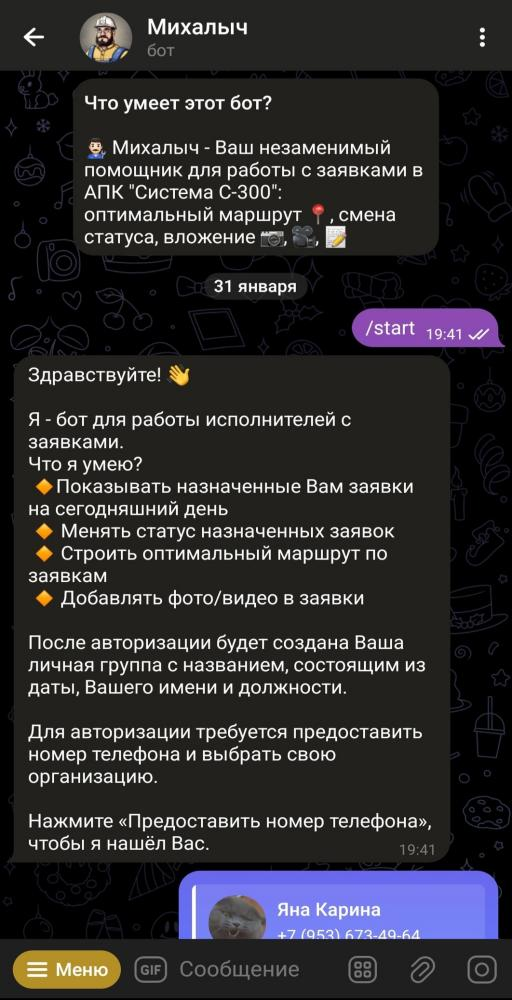 Михалыч
бот
Что умеет этот бот?
👨🏻‍🔧 Михалыч - Ваш незаменимый
помощник для работы с заявками в
АПК "Система С-300":
оптимальный маршрут 📍, смена
статуса, вложение 📷, 🎥, 📝
31 января
/start 19:41
Здравствуйте! 👋
Я - бот для работы исполнителей с
заявками.
Что я умею?
🔶Показывать назначенные Вам заявки
на сегодняшний день
🔶 Менять статус назначенных заявок
🔶 Строить оптимальный маршрут по
заявкам
🔶 Добавлять фото/видео в заявки
После авторизации будет создана Ваша
личная группа с названием, состоящим из
даты, Вашего имени и должности.
Для авторизации требуется предоставить
номер телефона и выбрать свою
организацию.
Нажмите «Предоставить номер телефона»,
чтобы я нашёл Вас.
19:41
Яна Карина
+7 (953) 673-49-64
Меню
GIF
Сообщение